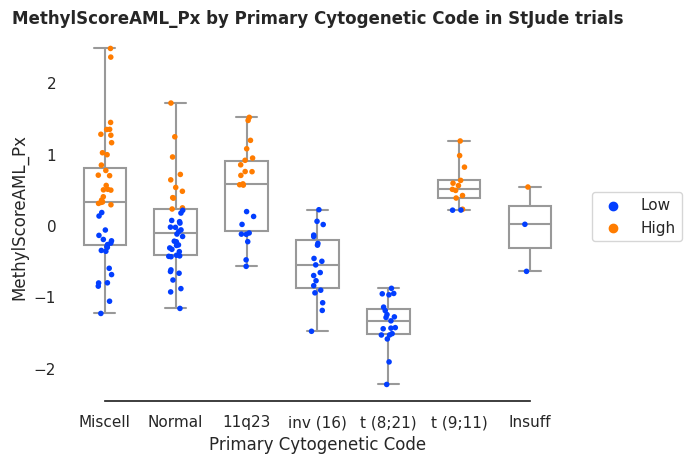 MethylScoreAML_Px by Primary Cytogenetic Code in StJude trials
MethylScoreAML_Px
2
1
0
−1
−2
Low
High
Miscell Normal 11q23 inv (16) t (8;21) t (9;11) Insuff
Primary Cytogenetic Code